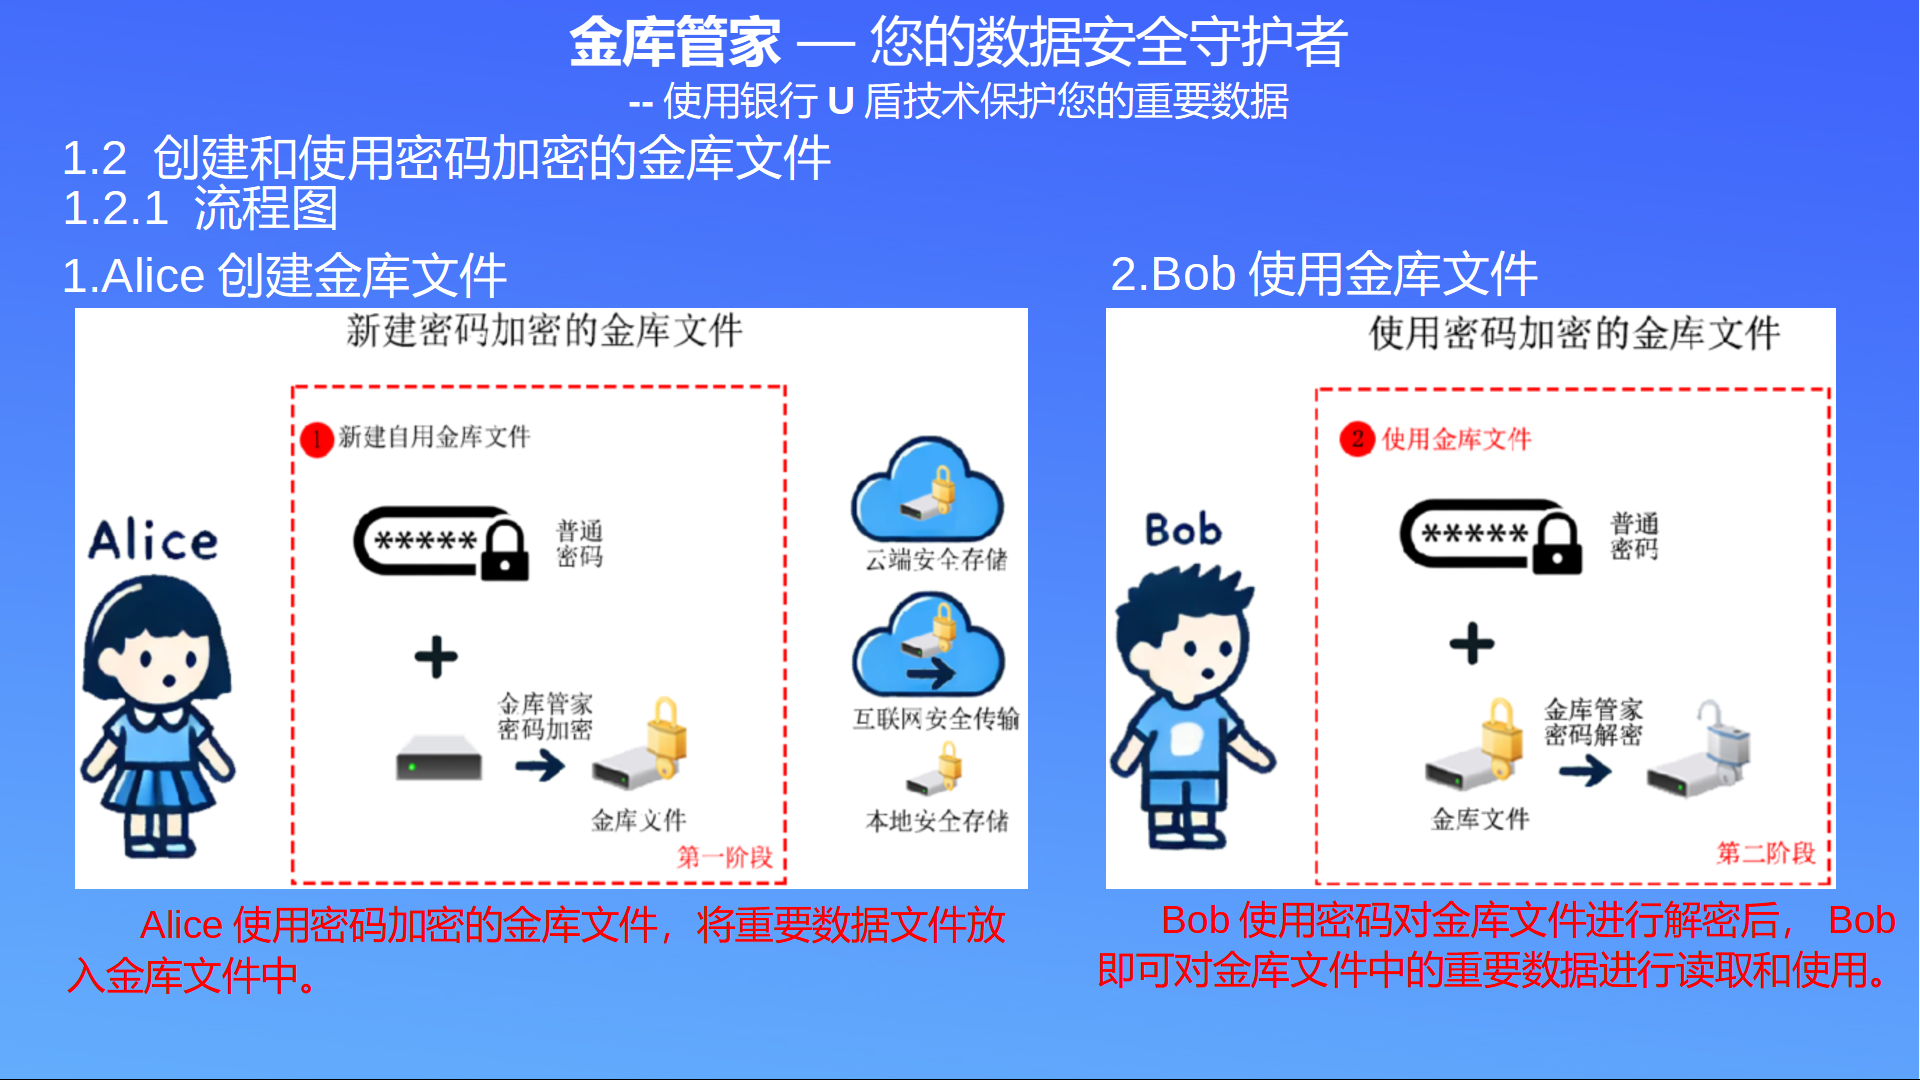 金库管家 — 您的数据安全守护者
-- 使用银行 U 盾技术保护您的重要数据
1.2 创建和使用密码加密的金库文件
1.2.1 流程图
1.Alice 创建金库文件
新建密码加密的金库文件
1 新建自用金库文件
Alice
***** 普通
密码
+
金库管家
密码加密
金库文件
第一阶段
云端安全存储
互联网安全传输
本地安全存储
Alice 使用密码加密的金库文件，将重要数据文件放
入金库文件中。
2.Bob 使用金库文件
使用密码加密的金库文件
2 使用金库文件
Bob
***** 普通
密码
+
金库管家
密码解密
金库文件
第二阶段
Bob 使用密码对金库文件进行解密后， Bob
即可对金库文件中的重要数据进行读取和使用。